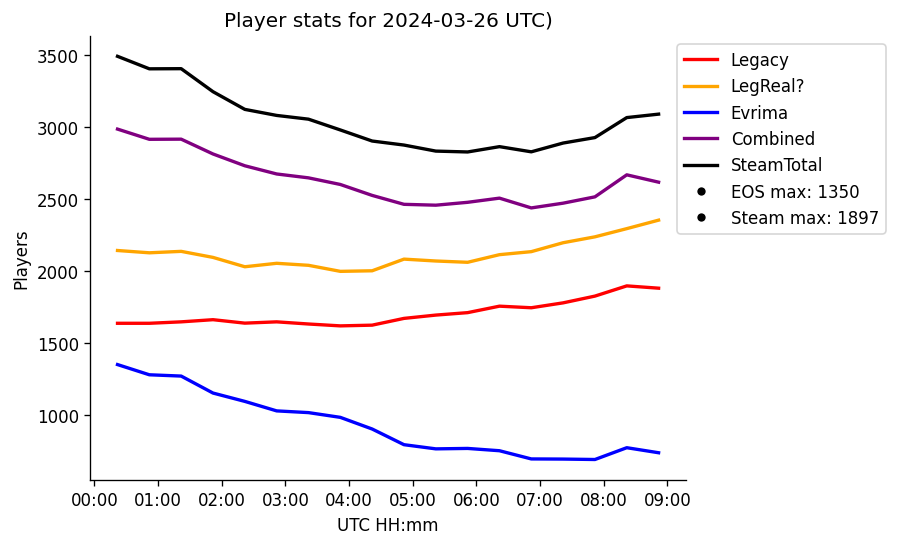 Player stats for 2024-03-26 UTC)
3500
3000
2500
2000
1500
1000
Players
00:00 01:00 02:00 03:00 04:00 05:00 06:00 07:00 08:00 09:00
UTC HH:mm
Legacy
LegReal?
Evrima
Combined
SteamTotal
EOS max: 1350
Steam max: 1897